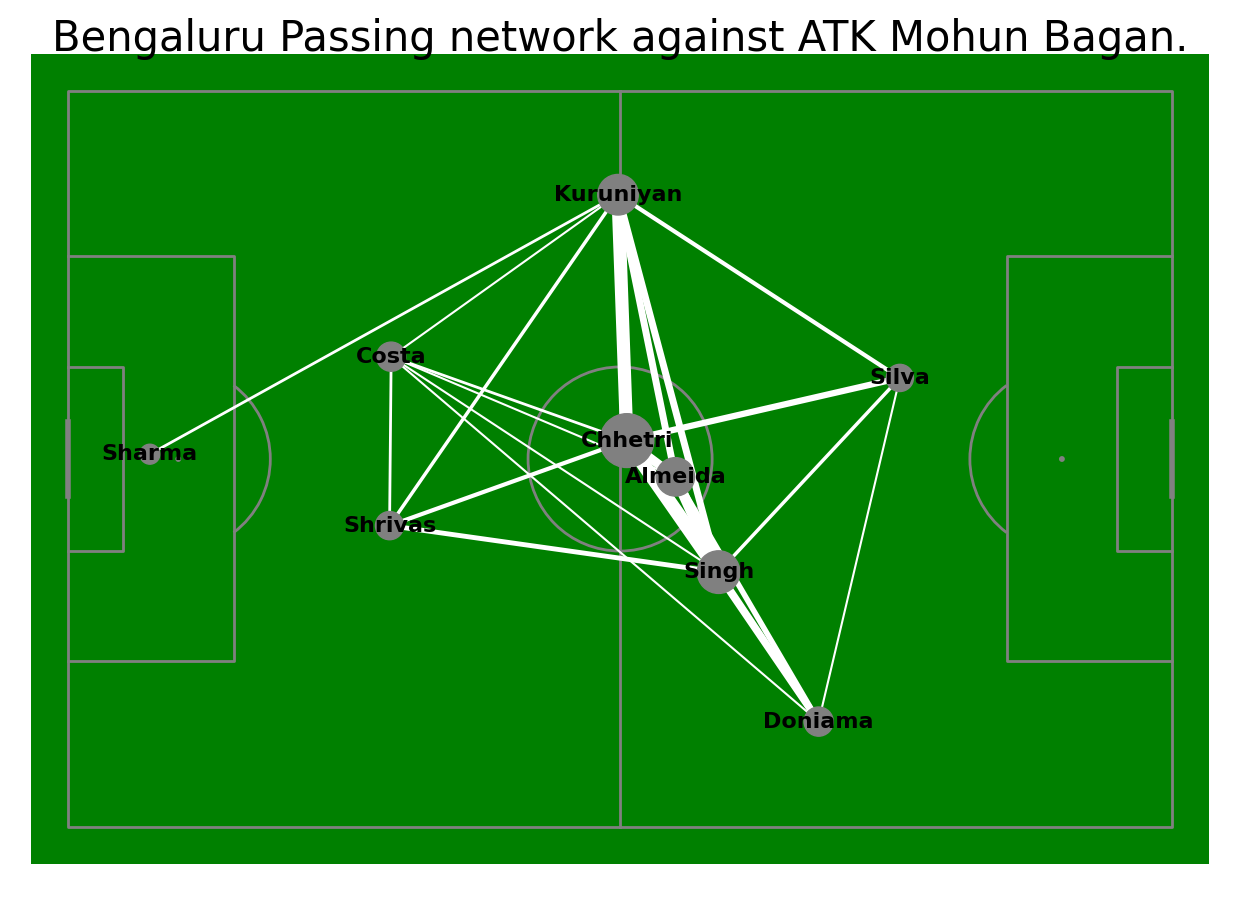 Bengaluru Passing network against ATK Mohun Bagan.
Kuruniyan
Costa
Silva
Chhetri
Sharma
Almeida
Shrivas
Singh
Doniama